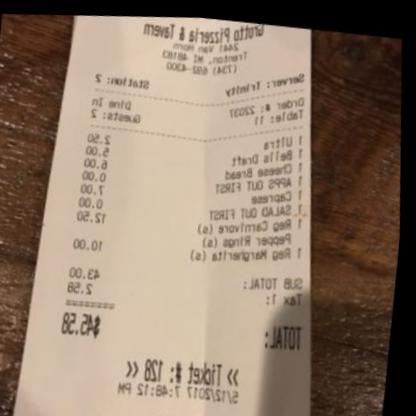 Grotto Pizzeria & Tavern
2441 Van Horn
Trenton, MI, 48183
(734) 692-4300
Server: Trinity Station: 2
Order #: 22037 Dine In
Table: 11 Guests: 2
1 Ultra 2.50
1 Bells Draft 5.00
1 Cheese Bread 6.00
1 APPS OUT FIRST 0.00
1 Caprese 7.00
1 SALAD OUT FIRST 0.00
1 Reg Carnivore (s) 12.50
Pepper Rings (s)
1 Reg Margherita (s) 10.00
SUB TOTAL: 43.00
Tax 1: 2.58
========
TOTAL: $45.58
>> Ticket #: 128 <<
5/12/2017 7:48:12 PM